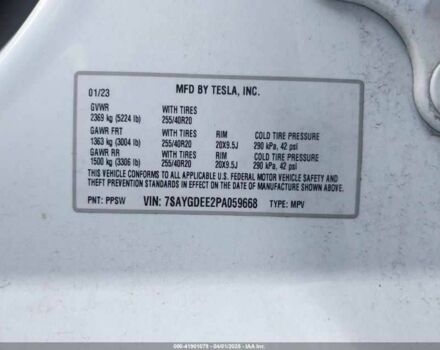 01/23 MFD BY TESLA, INC.
GVWR WITH TIRES
2369 kg (5224 lb) 255/40R20
GAWR FRT WITH TIRES RIM COLD TIRE PRESSURE
1363 kg (3004 lb) 255/40R20 20X9.5J 290 kPa, 42 psi
GAWR RR WITH TIRES RIM COLD TIRE PRESSURE
1500 kg (3306 lb) 255/40R20 20X9.5J 290 kPa, 42 psi
THIS VEHICLE CONFORMS TO ALL APPLICABLE U.S. FEDERAL MOTOR VEHICLE SAFETY AND
THEFT PREVENTION STANDARDS IN EFFECT ON THE DATE OF MANUFACTURE SHOWN ABOVE.
PNT: PPSW VIN: 7SAYGDEE2PA059668 TYPE: MPV
006-41901679 - 04/01/2025 - IAA, Inc.